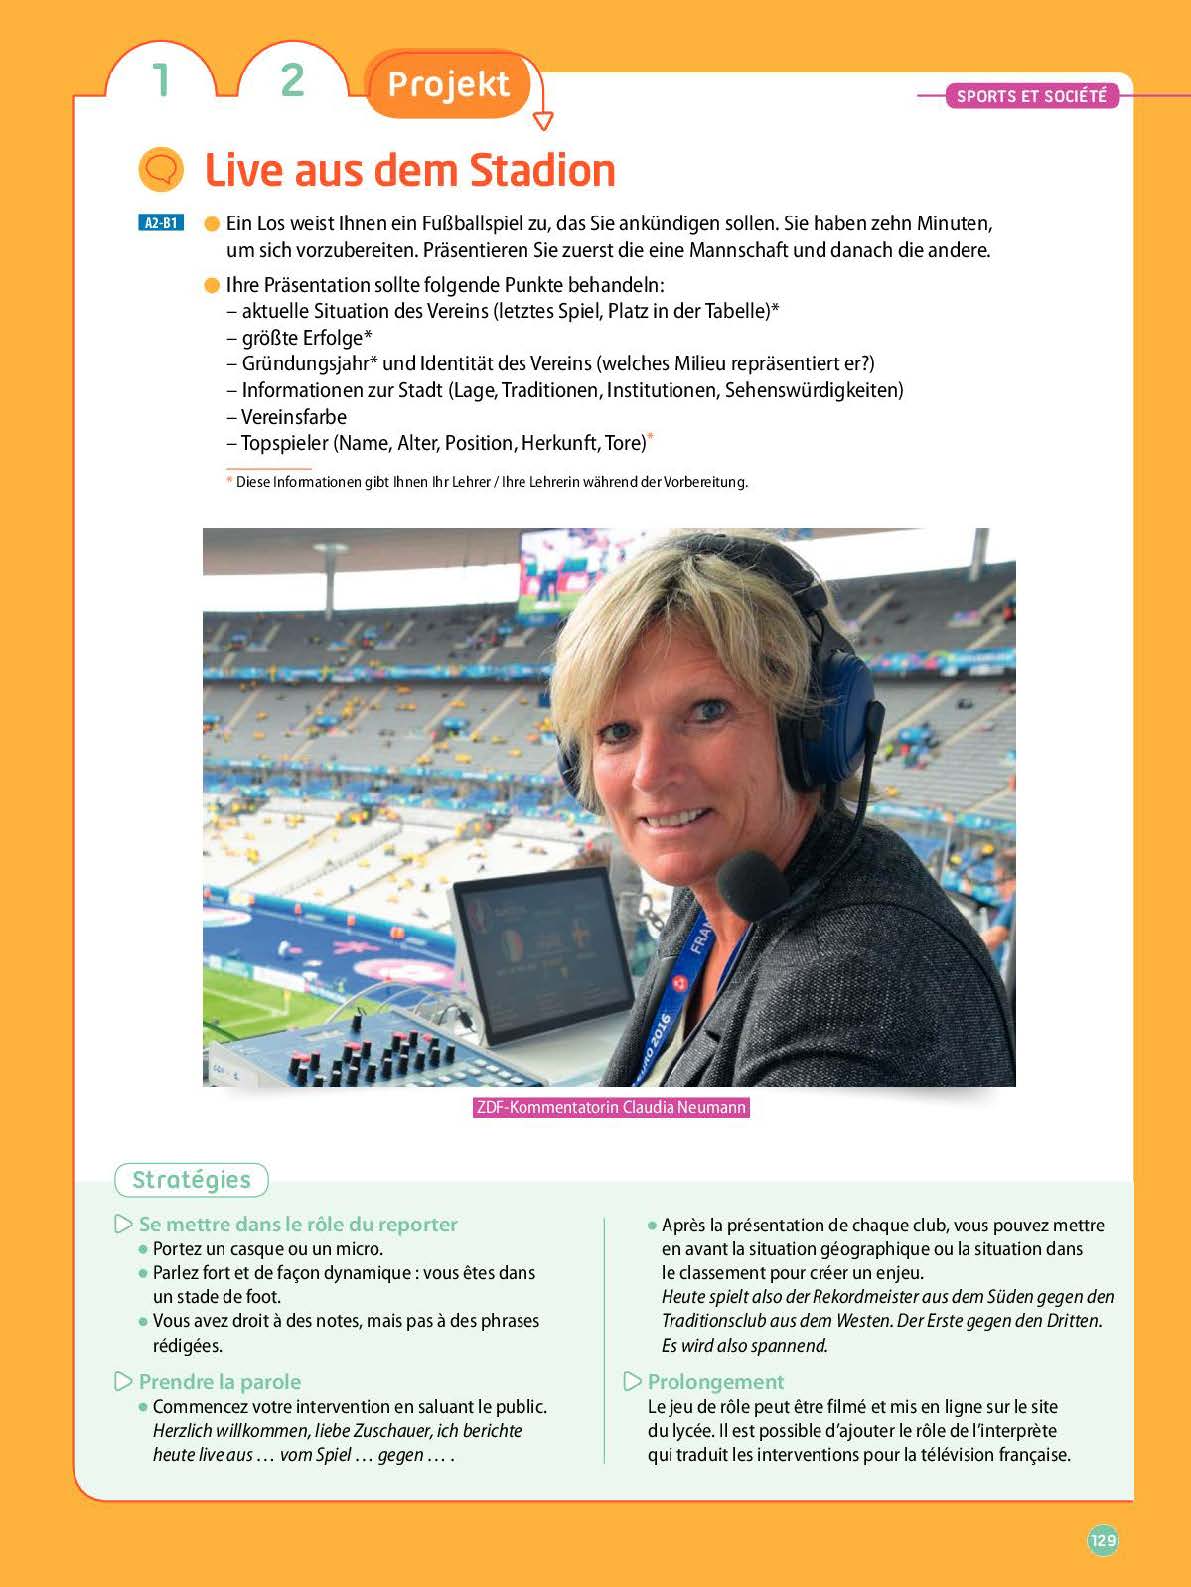 1
2
Projekt
SPORTS ET SOCIÉTÉ
Live aus dem Stadion
A2-B1
Ein Los weist Ihnen ein Fußballspiel zu, das Sie ankündigen sollen. Sie haben zehn Minuten,
um sich vorzubereiten. Präsentieren Sie zuerst die eine Mannschaft und danach die andere.
Ihre Präsentation sollte folgende Punkte behandeln:
– aktuelle Situation des Vereins (letztes Spiel, Platz in der Tabelle)*
– größte Erfolge*
– Gründungsjahr* und Identität des Vereins (welches Milieu repräsentiert er?)
– Informationen zur Stadt (Lage, Traditionen, Institutionen, Sehenswürdigkeiten)
– Vereinsfarbe
– Topspieler (Name, Alter, Position, Herkunft, Tore)*
* Diese Informationen gibt Ihnen Ihr Lehrer / Ihre Lehrerin während der Vorbereitung.
FRAN
EURO 2016
ZDF-Kommentatorin Claudia Neumann
Stratégies
Se mettre dans le rôle du reporter
• Portez un casque ou un micro.
• Parlez fort et de façon dynamique : vous êtes dans
un stade de foot.
• Vous avez droit à des notes, mais pas à des phrases
rédigées.
Prendre la parole
• Commencez votre intervention en saluant le public.
Herzlich willkommen, liebe Zuschauer, ich berichte
heute live aus … vom Spiel … gegen … .
• Après la présentation de chaque club, vous pouvez mettre
en avant la situation géographique ou la situation dans
le classement pour créer un enjeu.
Heute spielt also der Rekordmeister aus dem Süden gegen den
Traditionsclub aus dem Westen. Der Erste gegen den Dritten.
Es wird also spannend.
Prolongement
Le jeu de rôle peut être filmé et mis en ligne sur le site
du lycée. Il est possible d'ajouter le rôle de l'interprète
qui traduit les interventions pour la télévision française.
129